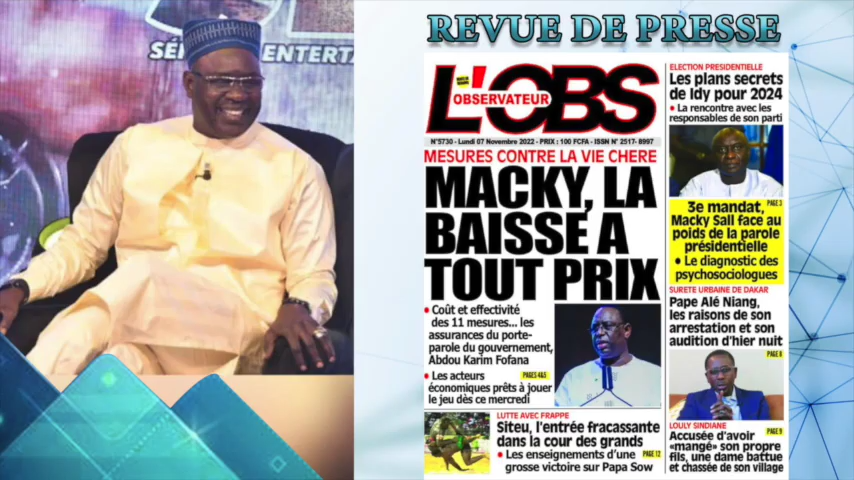 SÉN ENTERTA
REVUE DE PRESSE
L'OBS
OBSERVATEUR
N°5730 - Lundi 07 Novembre 2022 - PRIX : 100 FCFA - ISSN N° 2517- 8997
MESURES CONTRE LA VIE CHERE
MACKY, LA
BAISSE A
TOUT PRIX
• Coût et effectivité
des 11 mesures... les
assurances du porte-
parole du gouvernement,
Abdou Karim Fofana
• Les acteurs PAGES 4&5
économiques prêts à jouer
le jeu dès ce mercredi
LUTTE AVEC FRAPPE
Siteu, l'entrée fracassante
dans la cour des grands
• Les enseignements d'une PAGE 12
grosse victoire sur Papa Sow
ELECTION PRESIDENTIELLE
Les plans secrets
de Idy pour 2024
• La rencontre avec les
responsables de son parti
PAGE 3
3e mandat,
Macky Sall face au
poids de la parole
présidentielle
• Le diagnostic des
psychosociologues
SURETE URBAINE DE DAKAR
Pape Alé Niang,
les raisons de son
arrestation et son
audition d'hier nuit
PAGE 8
LOULY SINDIANE
Accusée d'avoir PAGE 9
«mangé» son propre
fils, une dame battue
et chassée de son village